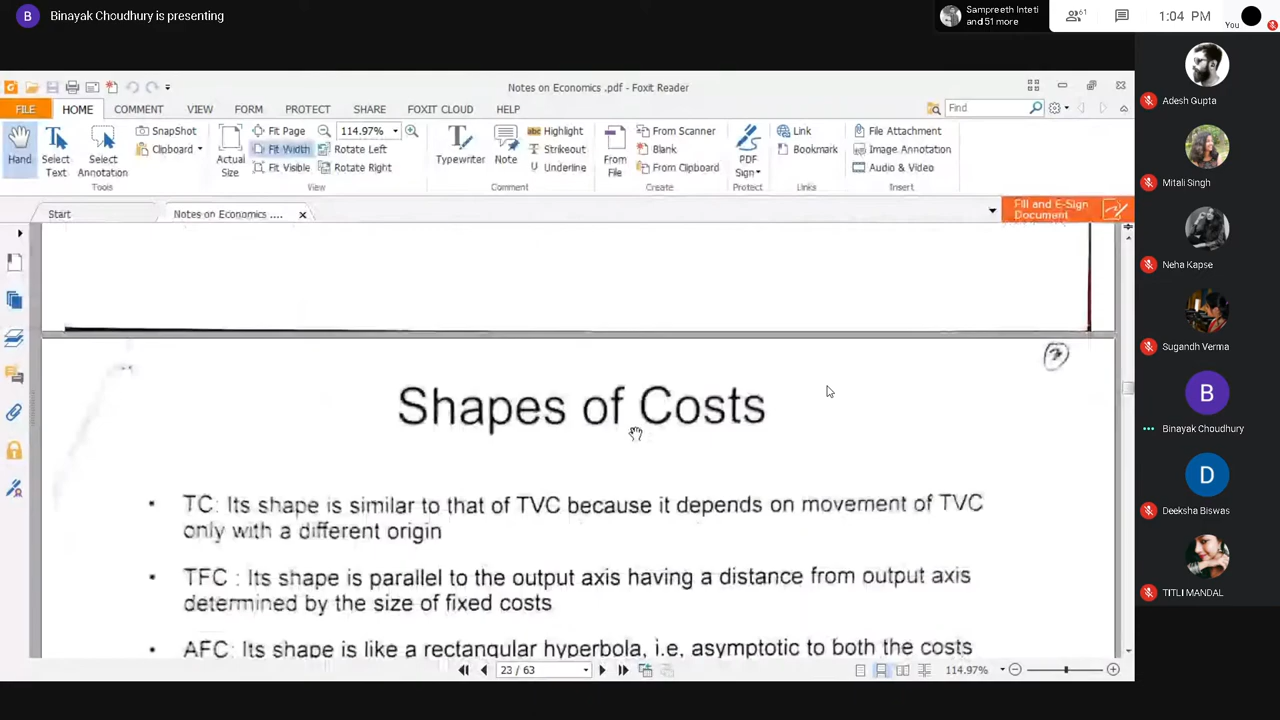 B Binayak Choudhury is presenting
Sampreeth Inteti
and 51 more
61
1:04 PM
You
Notes on Economics .pdf - Foxit Reader
FILE HOME COMMENT VIEW FORM PROTECT SHARE FOXIT CLOUD HELP
Find
Hand
Select
Text
Select
Annotation
SnapShot
Clipboard
Tools
Actual
Size
Fit Page
Fit Width
Fit Visible
114.97%
Rotate Left
Rotate Right
View
Typewriter
Note
Highlight
Strikeout
Underline
Comment
From
File
From Scanner
Blank
From Clipboard
Create
PDF
Sign
Protect
Link
Bookmark
Links
File Attachment
Image Annotation
Audio & Video
Insert
Start
Notes on Economics ....
Fill and E-Sign
Document
Shapes of Costs
• TC: Its shape is similar to that of TVC because it depends on movement of TVC
only with a different origin
• TFC : Its shape is parallel to the output axis having a distance from output axis
determined by the size of fixed costs
• AFC: Its shape is like a rectangular hyperbola, i.e, asymptotic to both the costs
23 / 63
114.97%
Adesh Gupta
Mitali Singh
Neha Kapse
Sugandh Verma
B
Binayak Choudhury
D
Deeksha Biswas
TITLI MANDAL